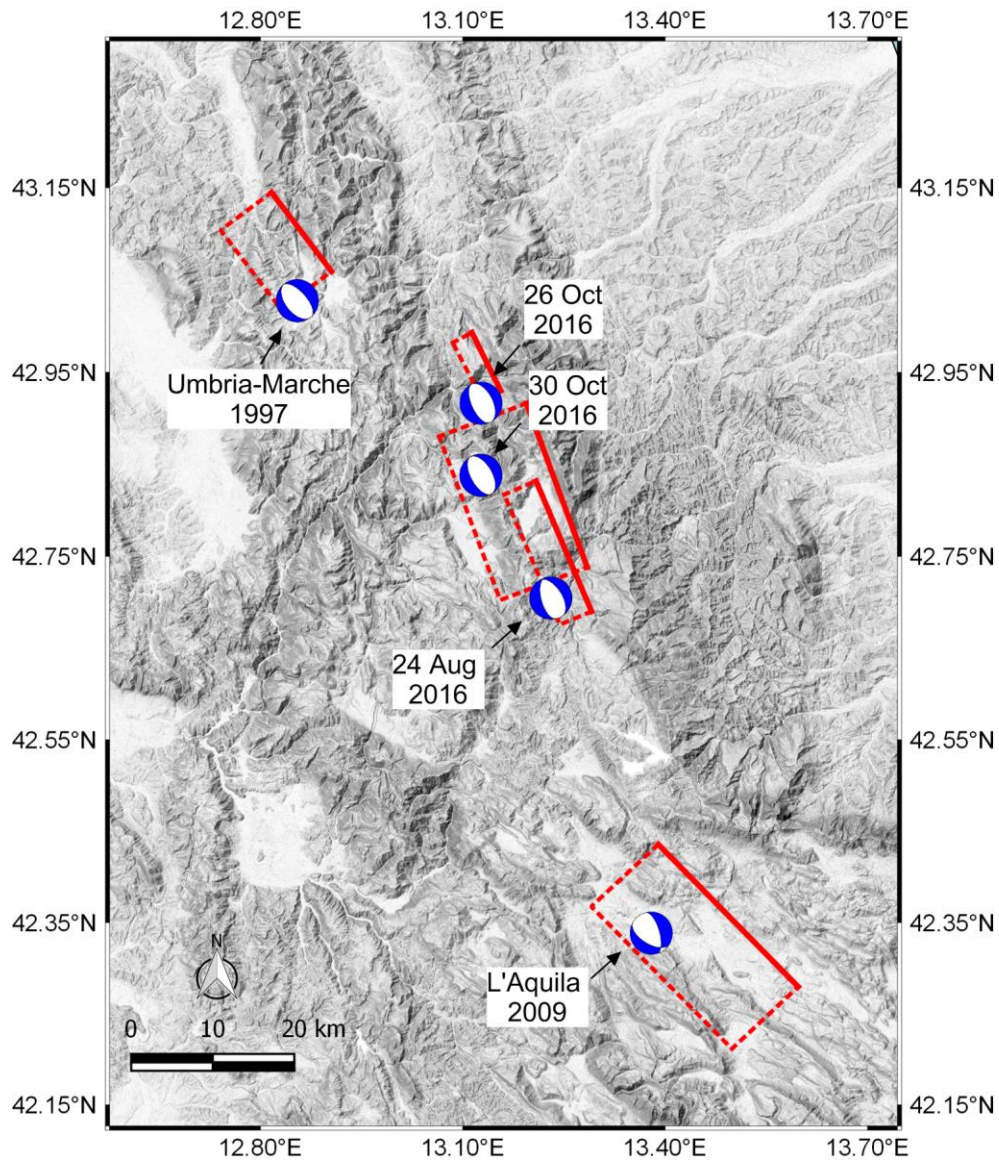 12.80°E 13.10°E 13.40°E 13.70°E
43.15°N 43.15°N
26 Oct
2016
42.95°N 42.95°N
Umbria-Marche
1997
30 Oct
2016
42.75°N 42.75°N
24 Aug
2016
42.55°N 42.55°N
42.35°N 42.35°N
N
L'Aquila
2009
0 10 20 km
42.15°N 42.15°N
12.80°E 13.10°E 13.40°E 13.70°E